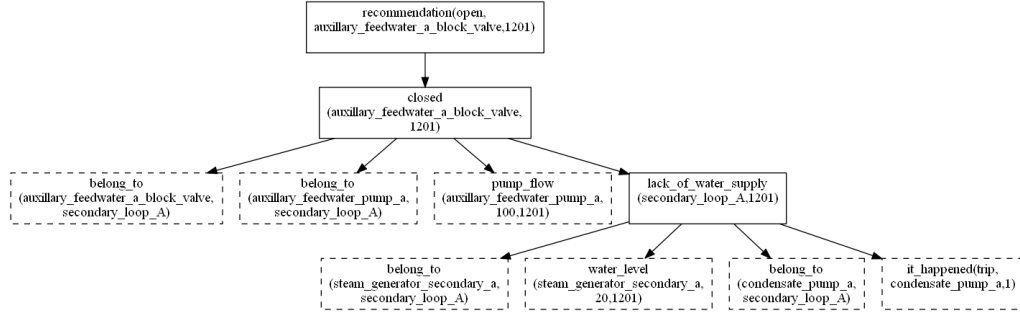 recommendation(open,
auxillary_feedwater_a_block_valve,1201)
closed
(auxillary_feedwater_a_block_valve,
1201)
belong_to
(auxillary_feedwater_a_block_valve,
secondary_loop_A)
belong_to
(auxillary_feedwater_pump_a,
secondary_loop_A)
pump_flow
(auxillary_feedwater_pump_a,
100,1201)
lack_of_water_supply
(secondary_loop_A,1201)
belong_to
(steam_generator_secondary_a,
secondary_loop_A)
water_level
(steam_generator_secondary_a,
20,1201)
belong_to
(condensate_pump_a,
secondary_loop_A)
it_happened(trip,
condensate_pump_a,1)